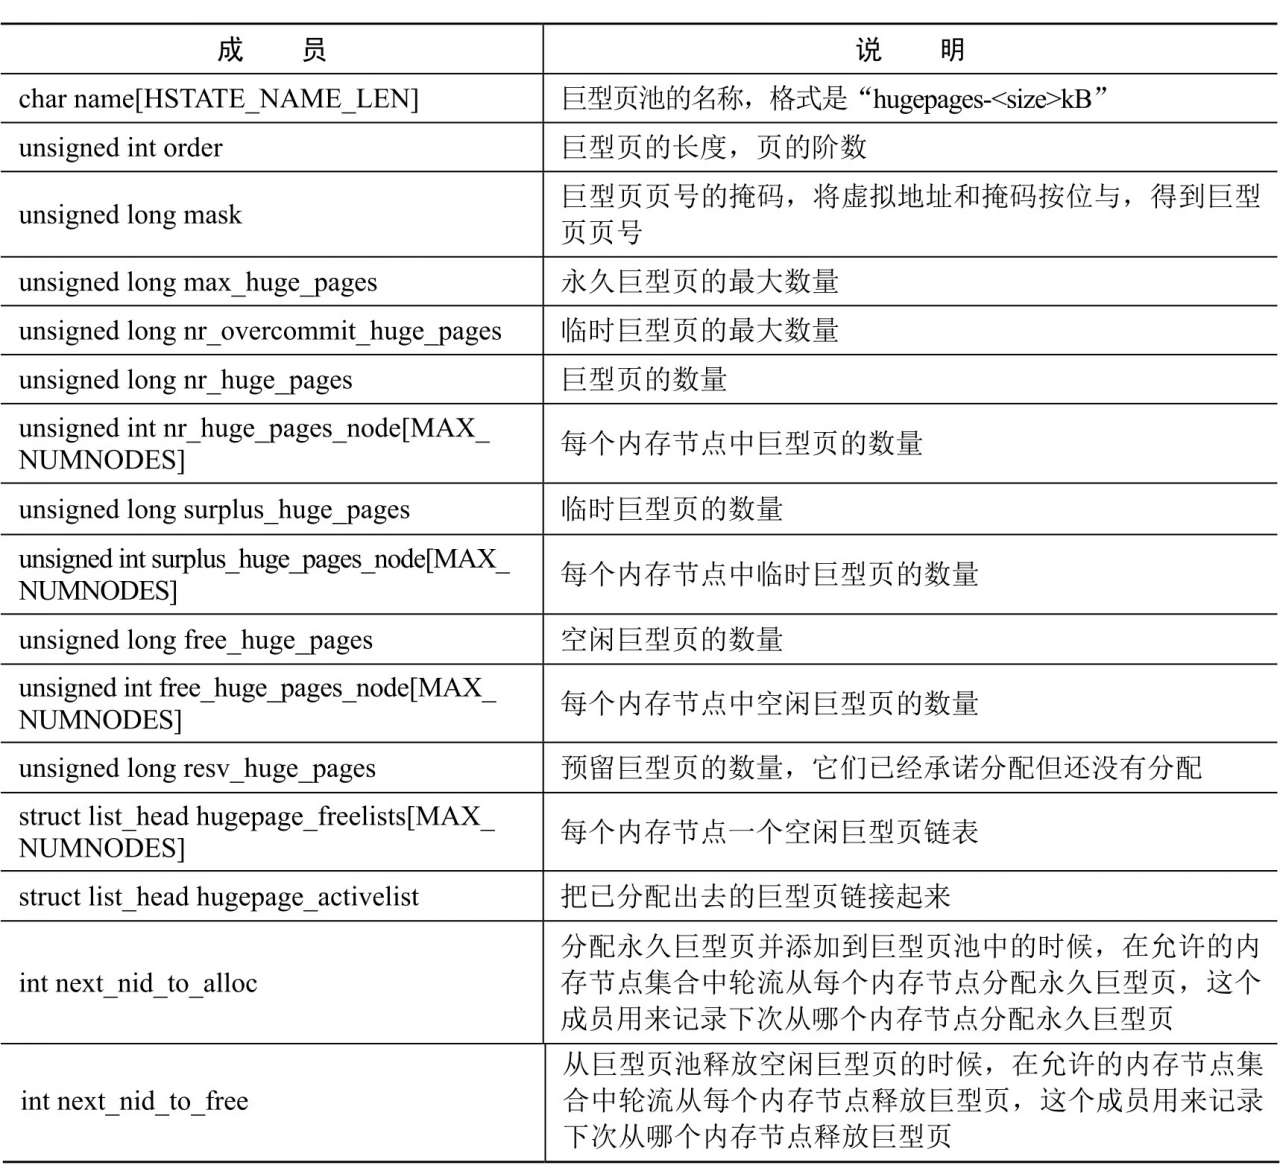 成 员 说 明
char name[HSTATE_NAME_LEN] 巨型页池的名称，格式是“hugepages-<size>kB”
unsigned int order 巨型页的长度，页的阶数
unsigned long mask 巨型页页号的掩码，将虚拟地址和掩码按位与，得到巨型
页页号
unsigned long max_huge_pages 永久巨型页的最大数量
unsigned long nr_overcommit_huge_pages 临时巨型页的最大数量
unsigned long nr_huge_pages 巨型页的数量
unsigned int nr_huge_pages_node[MAX_
NUMNODES] 每个内存节点中巨型页的数量
unsigned long surplus_huge_pages 临时巨型页的数量
unsigned int surplus_huge_pages_node[MAX_
NUMNODES] 每个内存节点中临时巨型页的数量
unsigned long free_huge_pages 空闲巨型页的数量
unsigned int free_huge_pages_node[MAX_
NUMNODES] 每个内存节点中空闲巨型页的数量
unsigned long resv_huge_pages 预留巨型页的数量，它们已经承诺分配但还没有分配
struct list_head hugepage_freelists[MAX_
NUMNODES] 每个内存节点一个空闲巨型页链表
struct list_head hugepage_activelist 把已分配出去的巨型页链接起来
int next_nid_to_alloc 分配永久巨型页并添加到巨型页池中的时候，在允许的内
存节点集合中轮流从每个内存节点分配永久巨型页，这个
成员用来记录下次从哪个内存节点分配永久巨型页
int next_nid_to_free 从巨型页池释放空闲巨型页的时候，在允许的内存节点集
合中轮流从每个内存节点释放巨型页，这个成员用来记录
下次从哪个内存节点释放巨型页